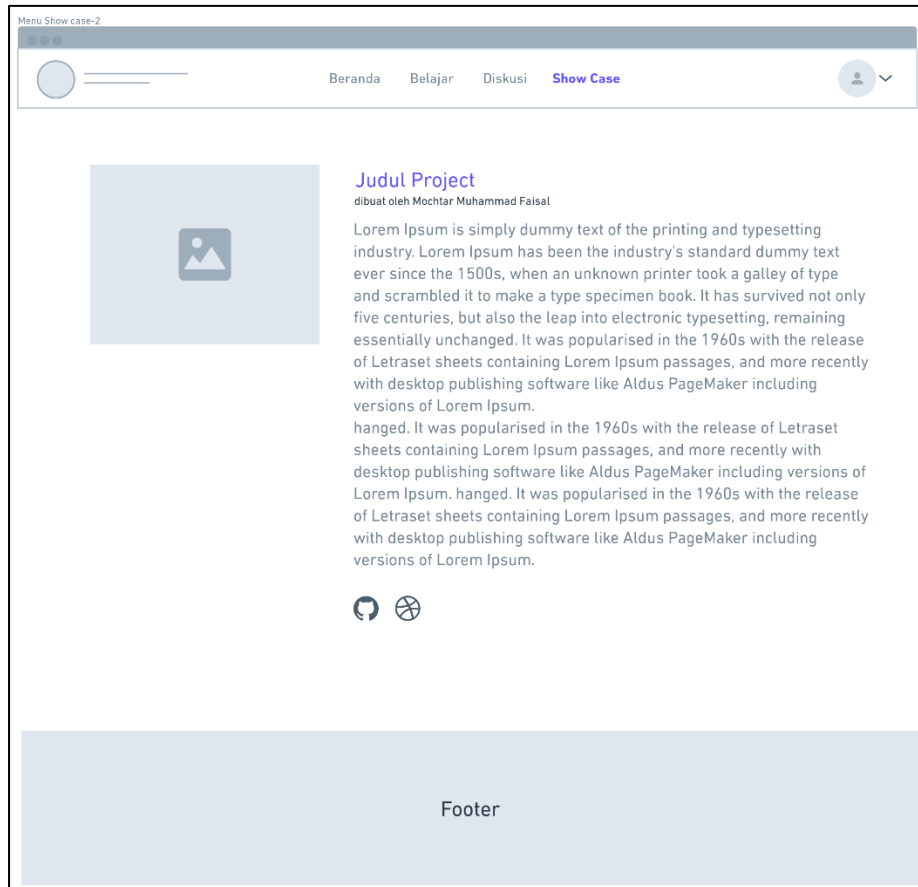 Menu Show case-2
Beranda Belajar Diskusi Show Case
Judul Project
dibuat oleh Mochtar Muhammad Faisal
Lorem Ipsum is simply dummy text of the printing and typesetting
industry. Lorem Ipsum has been the industry's standard dummy text
ever since the 1500s, when an unknown printer took a galley of type
and scrambled it to make a type specimen book. It has survived not only
five centuries, but also the leap into electronic typesetting, remaining
essentially unchanged. It was popularised in the 1960s with the release
of Letraset sheets containing Lorem Ipsum passages, and more recently
with desktop publishing software like Aldus PageMaker including
versions of Lorem Ipsum.
hanged. It was popularised in the 1960s with the release of Letraset
sheets containing Lorem Ipsum passages, and more recently with
desktop publishing software like Aldus PageMaker including versions of
Lorem Ipsum. hanged. It was popularised in the 1960s with the release
of Letraset sheets containing Lorem Ipsum passages, and more recently
with desktop publishing software like Aldus PageMaker including
versions of Lorem Ipsum.
Footer